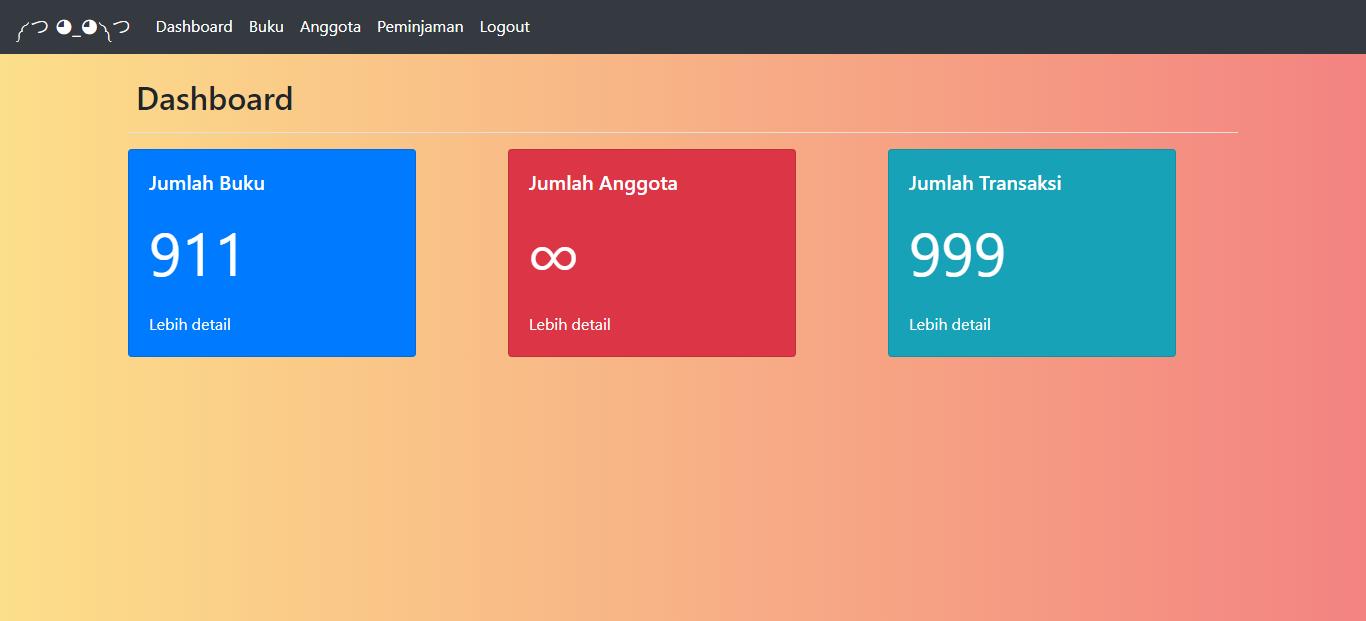 ༼つ ◕_◕༽つ Dashboard Buku Anggota Peminjaman Logout
Dashboard
Jumlah Buku
911
Lebih detail
Jumlah Anggota
∞
Lebih detail
Jumlah Transaksi
999
Lebih detail